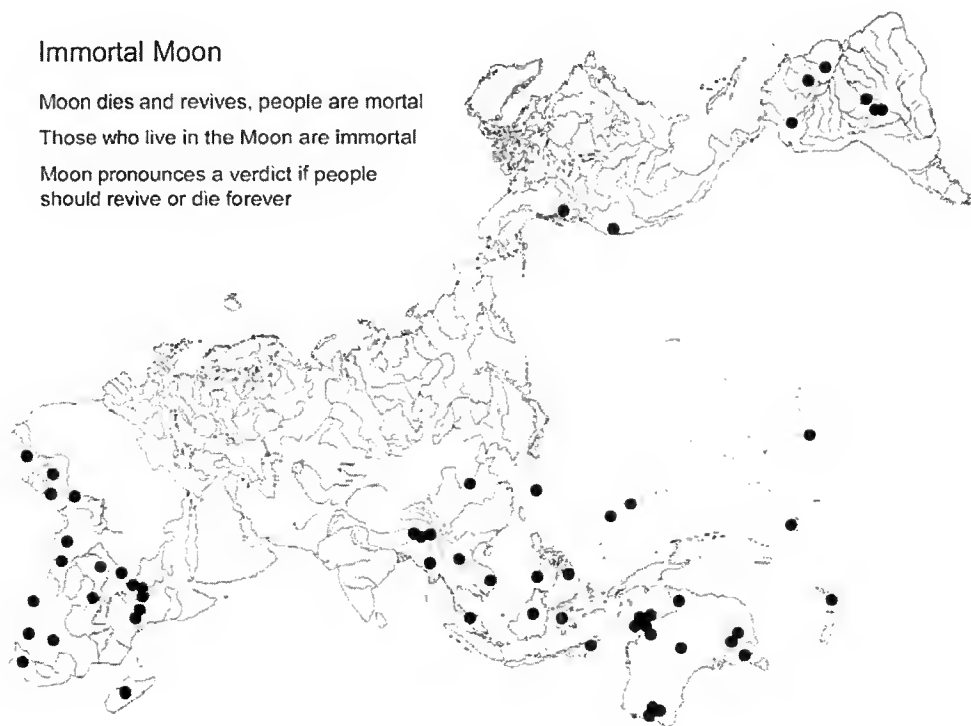 Immortal Moon
Moon dies and revives, people are mortal
Those who live in the Moon are immortal
Moon pronounces a verdict if people
should revive or die forever